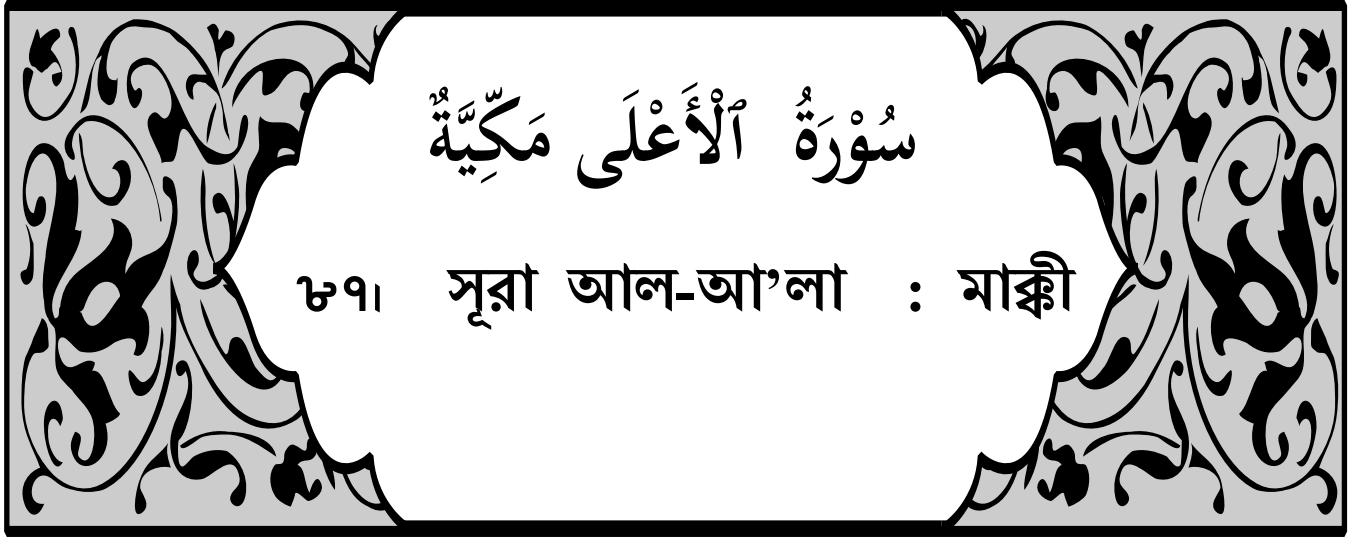 سُوْرَةُ ٱلْأَعْلَى مَكِّيَّةٌ
৮৭। সূরা আল-আ’লা : মাক্কী